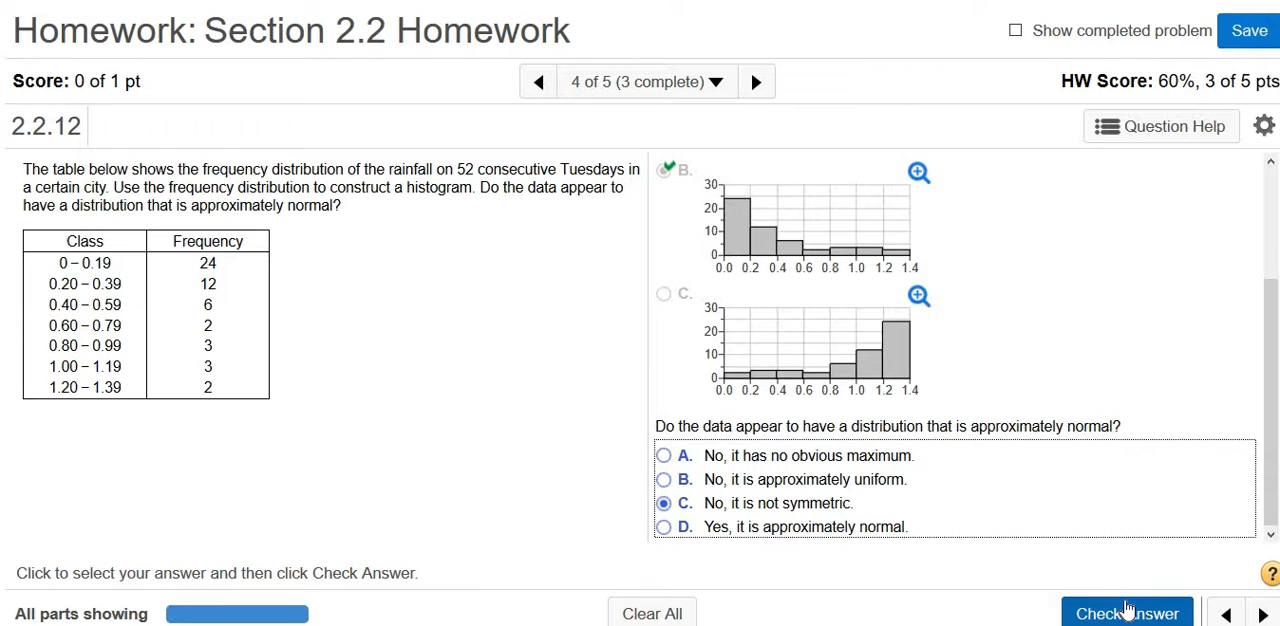 Homework: Section 2.2 Homework
Show completed problem
Save
Score: 0 of 1 pt
4 of 5 (3 complete)
HW Score: 60%, 3 of 5 pts
2.2.12
Question Help
The table below shows the frequency distribution of the rainfall on 52 consecutive Tuesdays in
a certain city. Use the frequency distribution to construct a histogram. Do the data appear to
have a distribution that is approximately normal?
Class Frequency
0 – 0.19 24
0.20 – 0.39 12
0.40 – 0.59 6
0.60 – 0.79 2
0.80 – 0.99 3
1.00 – 1.19 3
1.20 – 1.39 2
B.
30
20
10
0
0.0 0.2 0.4 0.6 0.8 1.0 1.2 1.4
C.
30
20
10
0
0.0 0.2 0.4 0.6 0.8 1.0 1.2 1.4
Do the data appear to have a distribution that is approximately normal?
A. No, it has no obvious maximum.
B. No, it is approximately uniform.
C. No, it is not symmetric.
D. Yes, it is approximately normal.
Click to select your answer and then click Check Answer.
?
All parts showing
Clear All
Check Answer